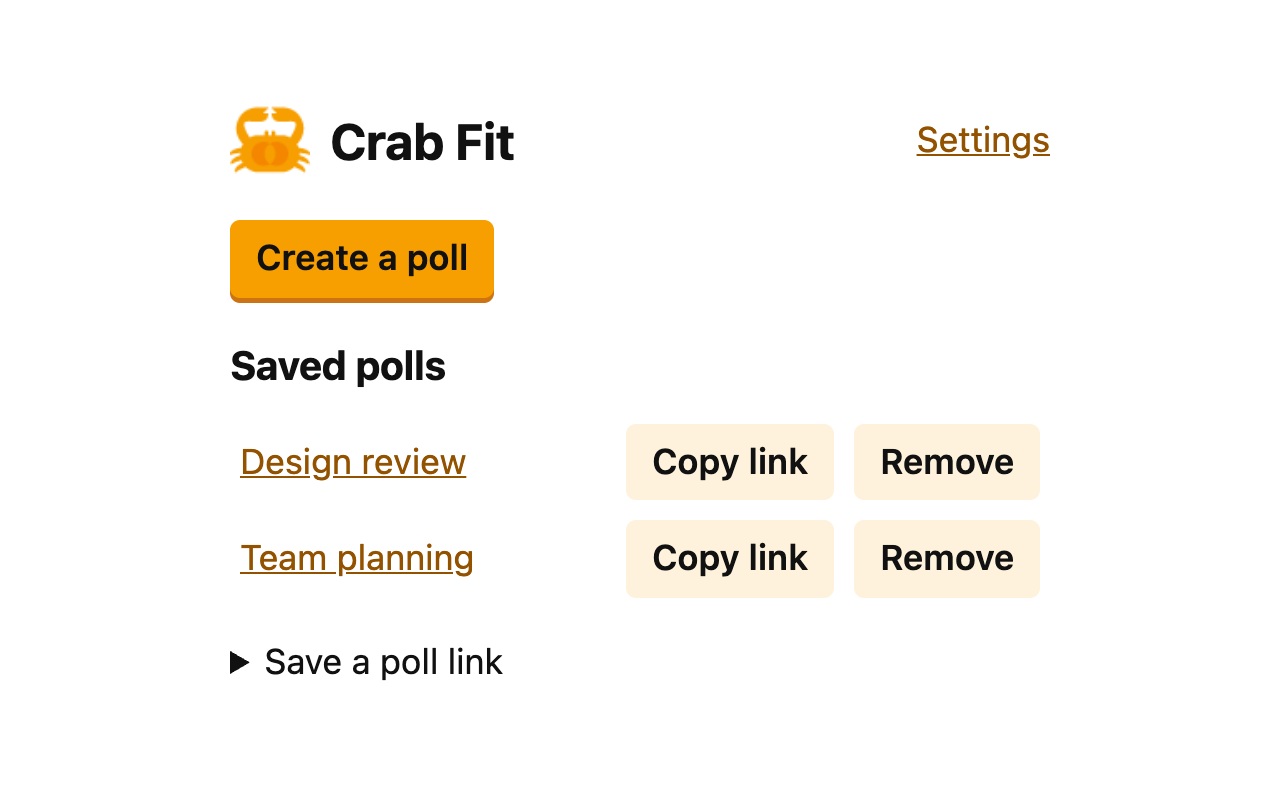 Crab Fit
Settings
Create a poll
Saved polls
Design review
Copy link
Remove
Team planning
Copy link
Remove
Save a poll link